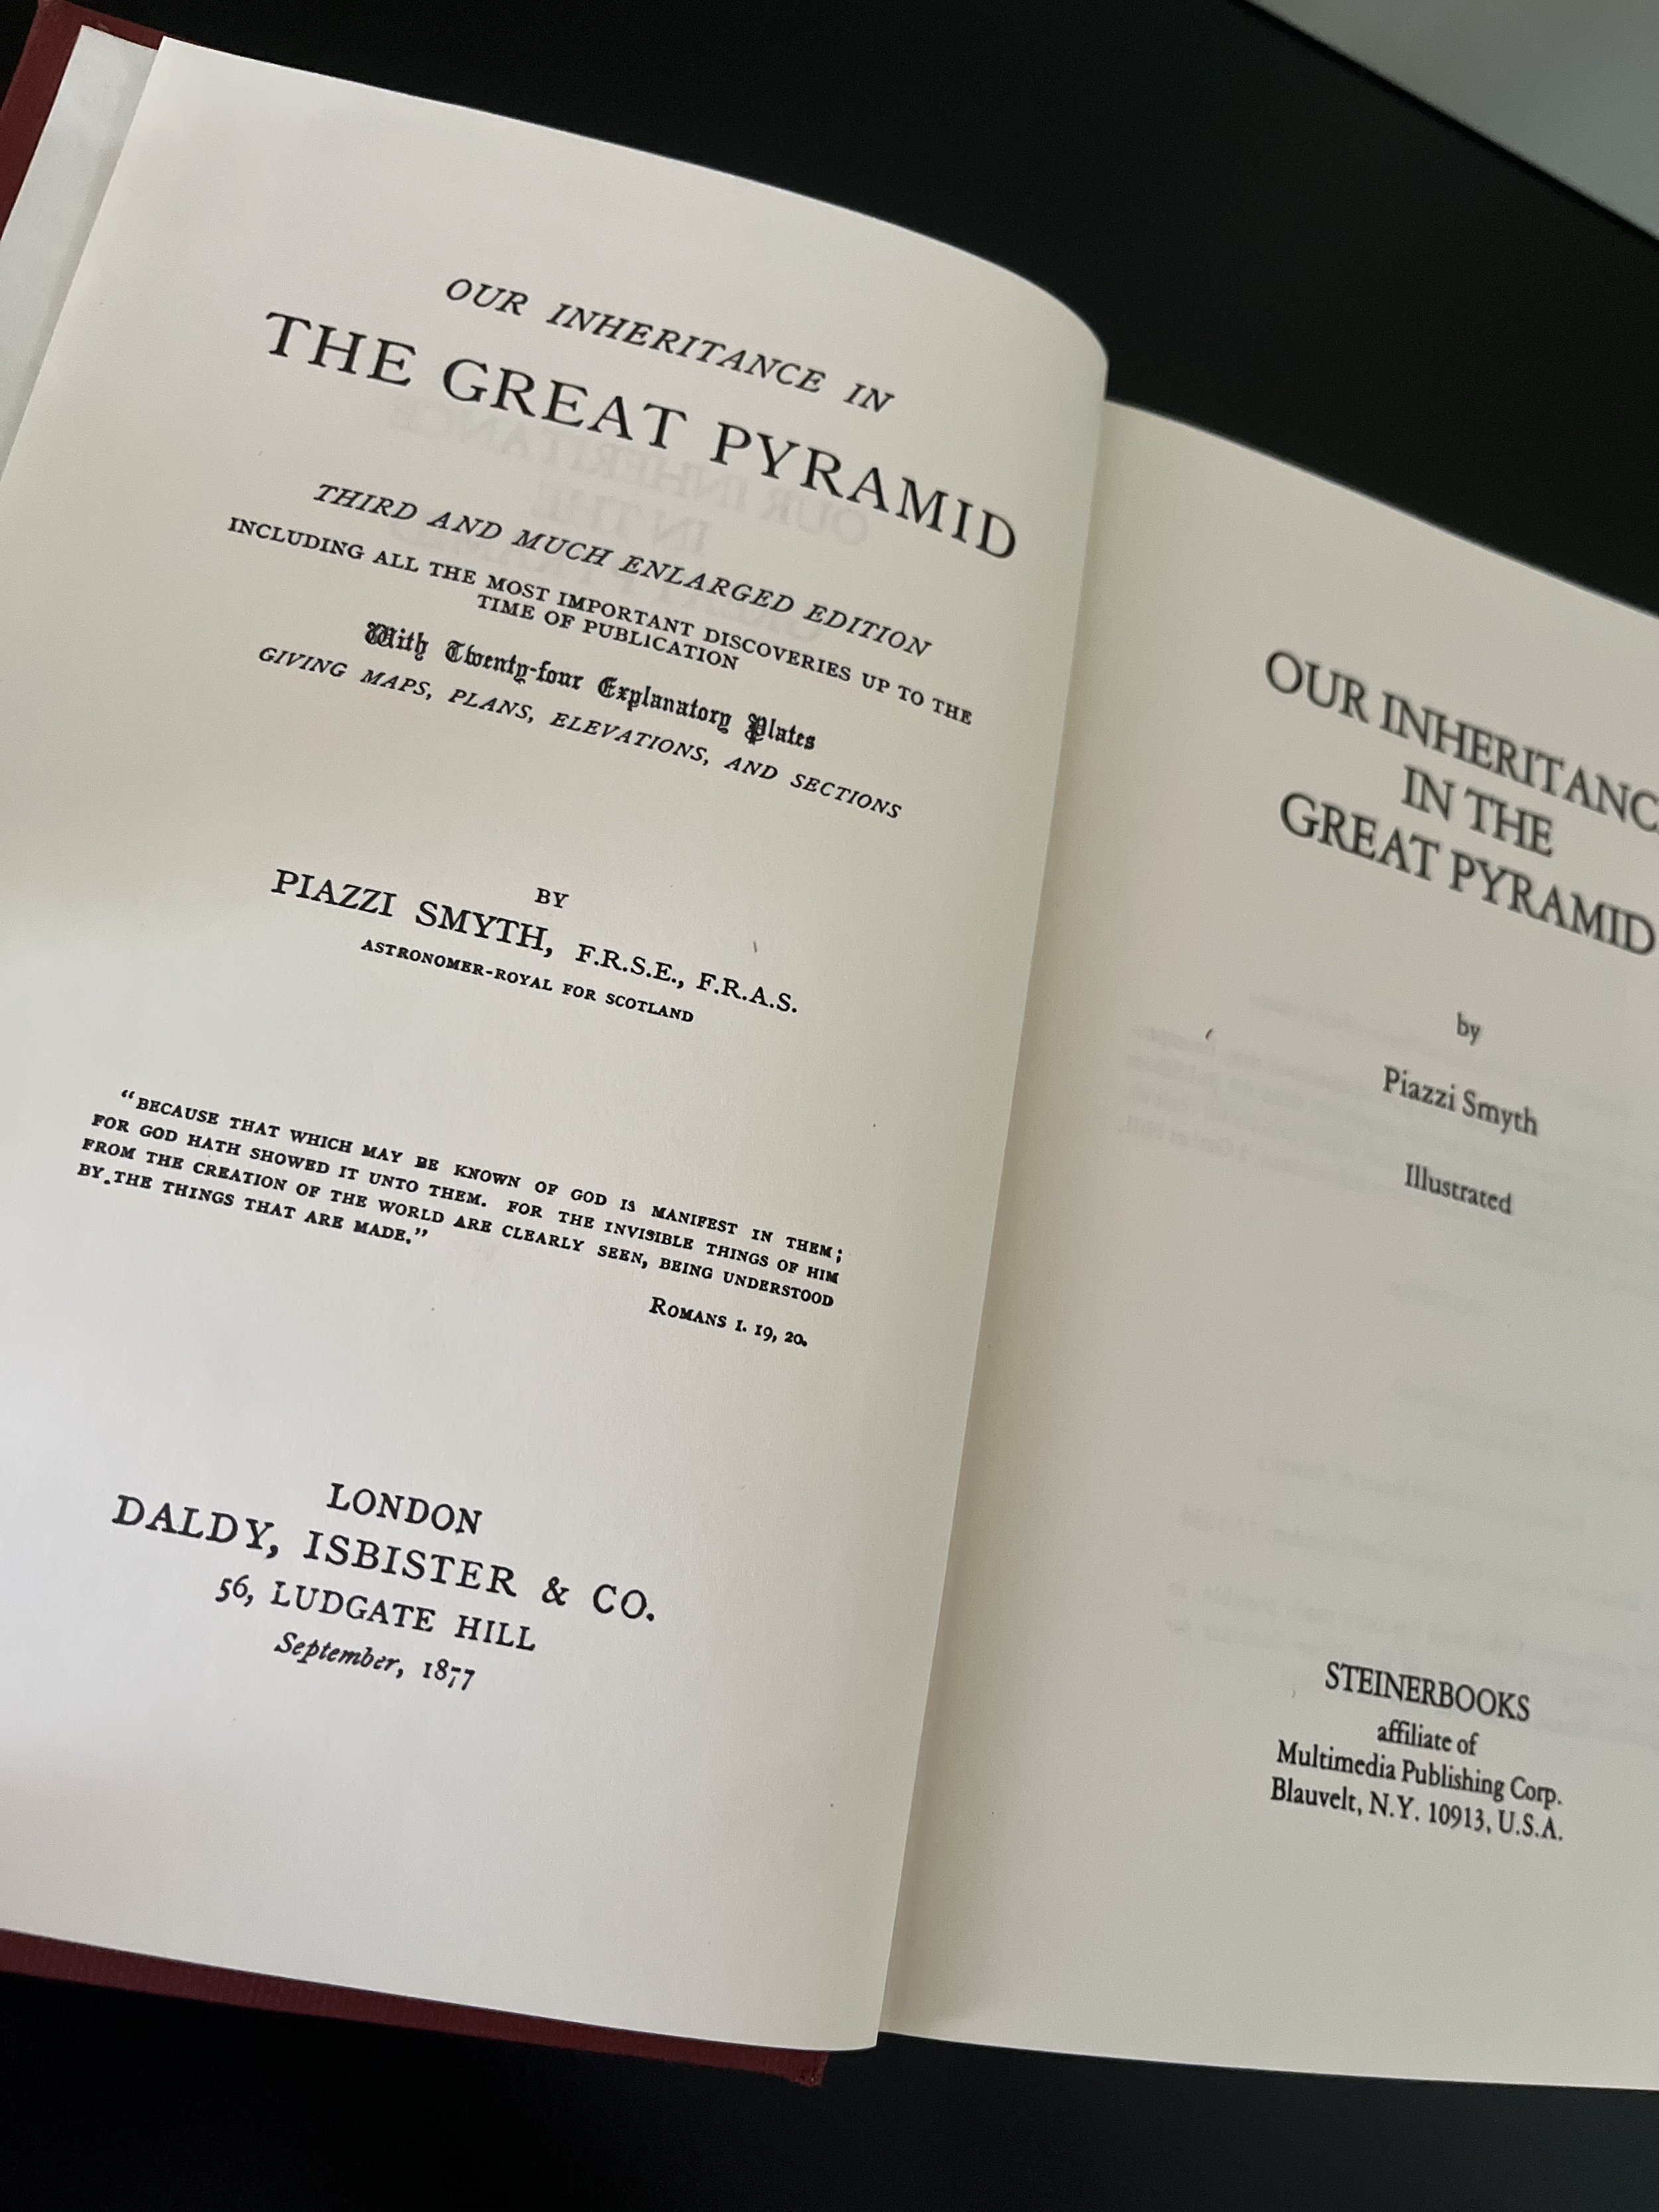 OUR INHERITANCE IN
THE GREAT PYRAMID
THIRD AND MUCH ENLARGED EDITION
INCLUDING ALL THE MOST IMPORTANT DISCOVERIES UP TO THE
TIME OF PUBLICATION
With Twenty-four Explanatory Plates
GIVING MAPS, PLANS, ELEVATIONS, AND SECTIONS
BY
PIAZZI SMYTH, F.R.S.E., F.R.A.S.
ASTRONOMER-ROYAL FOR SCOTLAND
“BECAUSE THAT WHICH MAY BE KNOWN OF GOD IS MANIFEST IN THEM;
FOR GOD HATH SHOWED IT UNTO THEM. FOR THE INVISIBLE THINGS OF HIM
FROM THE CREATION OF THE WORLD ARE CLEARLY SEEN, BEING UNDERSTOOD
BY THE THINGS THAT ARE MADE.”
ROMANS I. 19, 20.
LONDON
DALDY, ISBISTER & CO.
56, LUDGATE HILL
September, 1877
OUR INHERITANC
IN THE
GREAT PYRAMID
by
Piazzi Smyth
Illustrated
STEINERBOOKS
affiliate of
Multimedia Publishing Corp.
Blauvelt, N.Y. 10913, U.S.A.